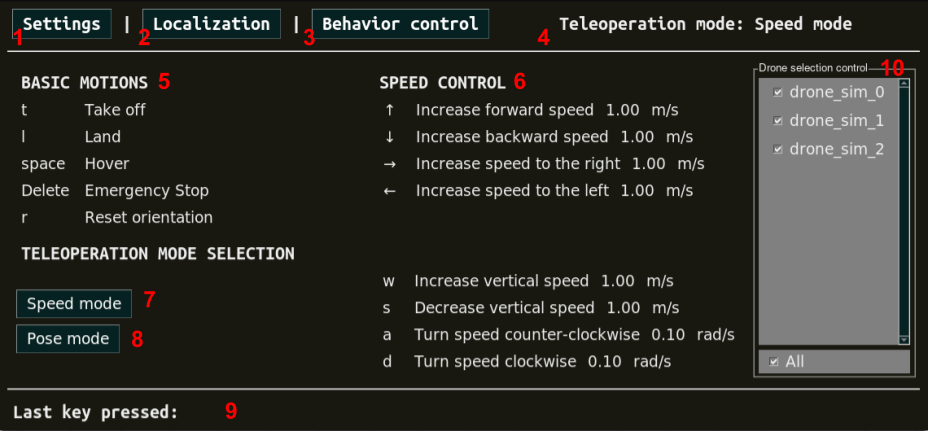 Settings | Localization | Behavior control Teleoperation mode: Speed mode
1 2 3 4
Drone selection control 10
BASIC MOTIONS 5
t Take off
l Land
space Hover
Delete Emergency Stop
r Reset orientation
SPEED CONTROL 6
↑ Increase forward speed 1.00 m/s
↓ Increase backward speed 1.00 m/s
→ Increase speed to the right 1.00 m/s
← Increase speed to the left 1.00 m/s
drone_sim_0
drone_sim_1
drone_sim_2
TELEOPERATION MODE SELECTION
Speed mode 7
Pose mode 8
w Increase vertical speed 1.00 m/s
s Decrease vertical speed 1.00 m/s
a Turn speed counter-clockwise 0.10 rad/s
d Turn speed clockwise 0.10 rad/s
All
Last key pressed: 9